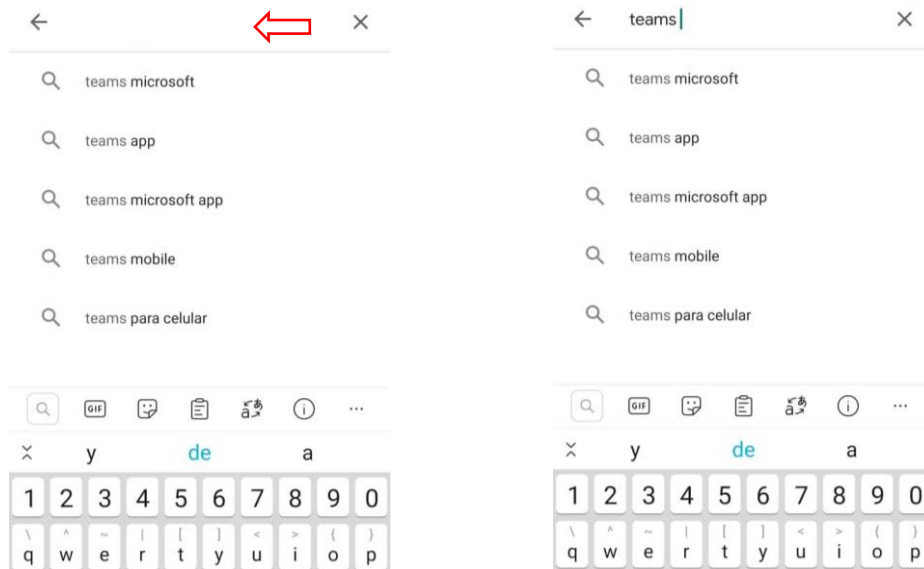 teams microsoft
teams app
teams microsoft app
teams mobile
teams para celular
GIF
y de a
1 2 3 4 5 6 7 8 9 0
\ ^ ~ | [ ] < > { }
q w e r t y u i o p
teams
teams microsoft
teams app
teams microsoft app
teams mobile
teams para celular
GIF
y de a
1 2 3 4 5 6 7 8 9 0
\ ^ ~ | [ ] < > { }
q w e r t y u i o p